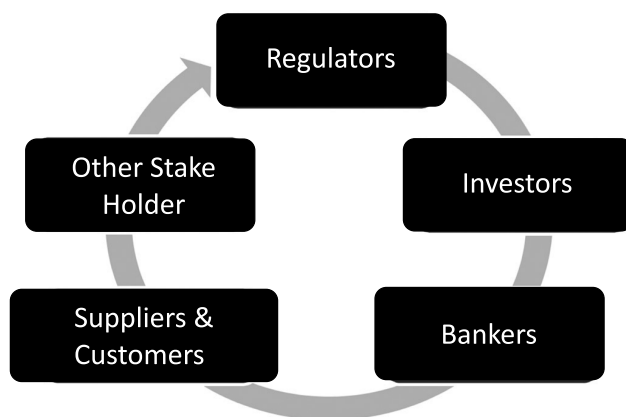 Regulators
Investors
Bankers
Suppliers &
Customers
Other Stake
Holder